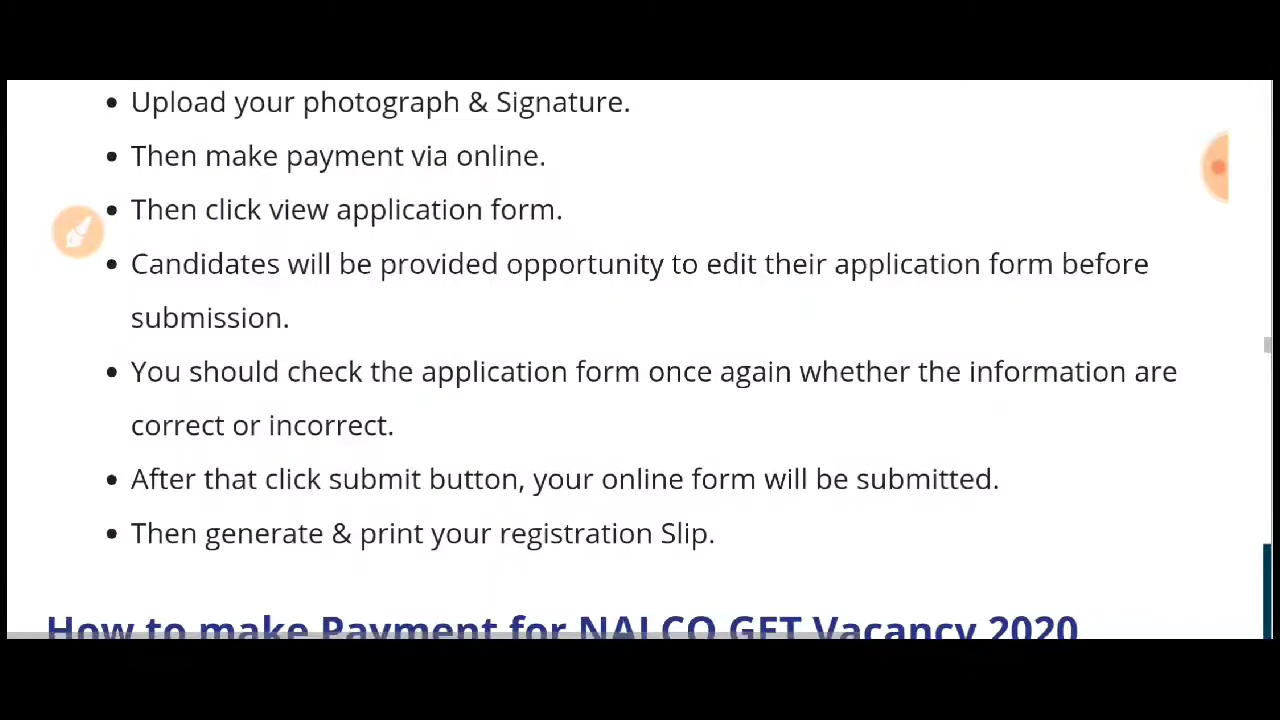 Upload your photograph & Signature.
Then make payment via online.
Then click view application form.
Candidates will be provided opportunity to edit their application form before
submission.
You should check the application form once again whether the information are
correct or incorrect.
After that click submit button, your online form will be submitted.
Then generate & print your registration Slip.
How to make Payment for NALCO GET Vacancy 2020